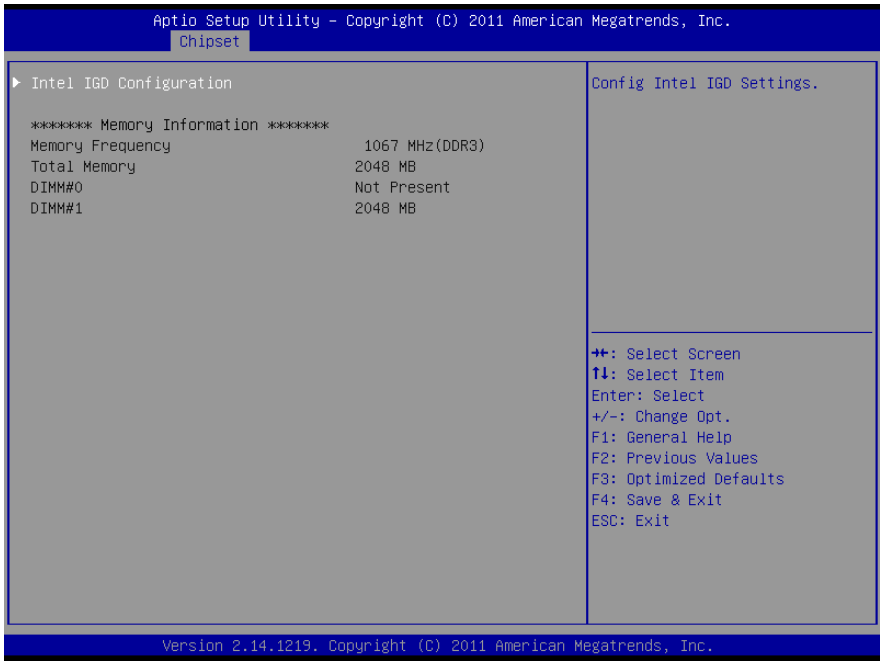 Aptio Setup Utility – Copyright (C) 2011 American Megatrends, Inc.
Chipset
▶ Intel IGD Configuration
******* Memory Information *******
Memory Frequency 1067 MHz(DDR3)
Total Memory 2048 MB
DIMM#0 Not Present
DIMM#1 2048 MB
Config Intel IGD Settings.
→←: Select Screen
↑↓: Select Item
Enter: Select
+/-: Change Opt.
F1: General Help
F2: Previous Values
F3: Optimized Defaults
F4: Save & Exit
ESC: Exit
Version 2.14.1219. Copyright (C) 2011 American Megatrends, Inc.